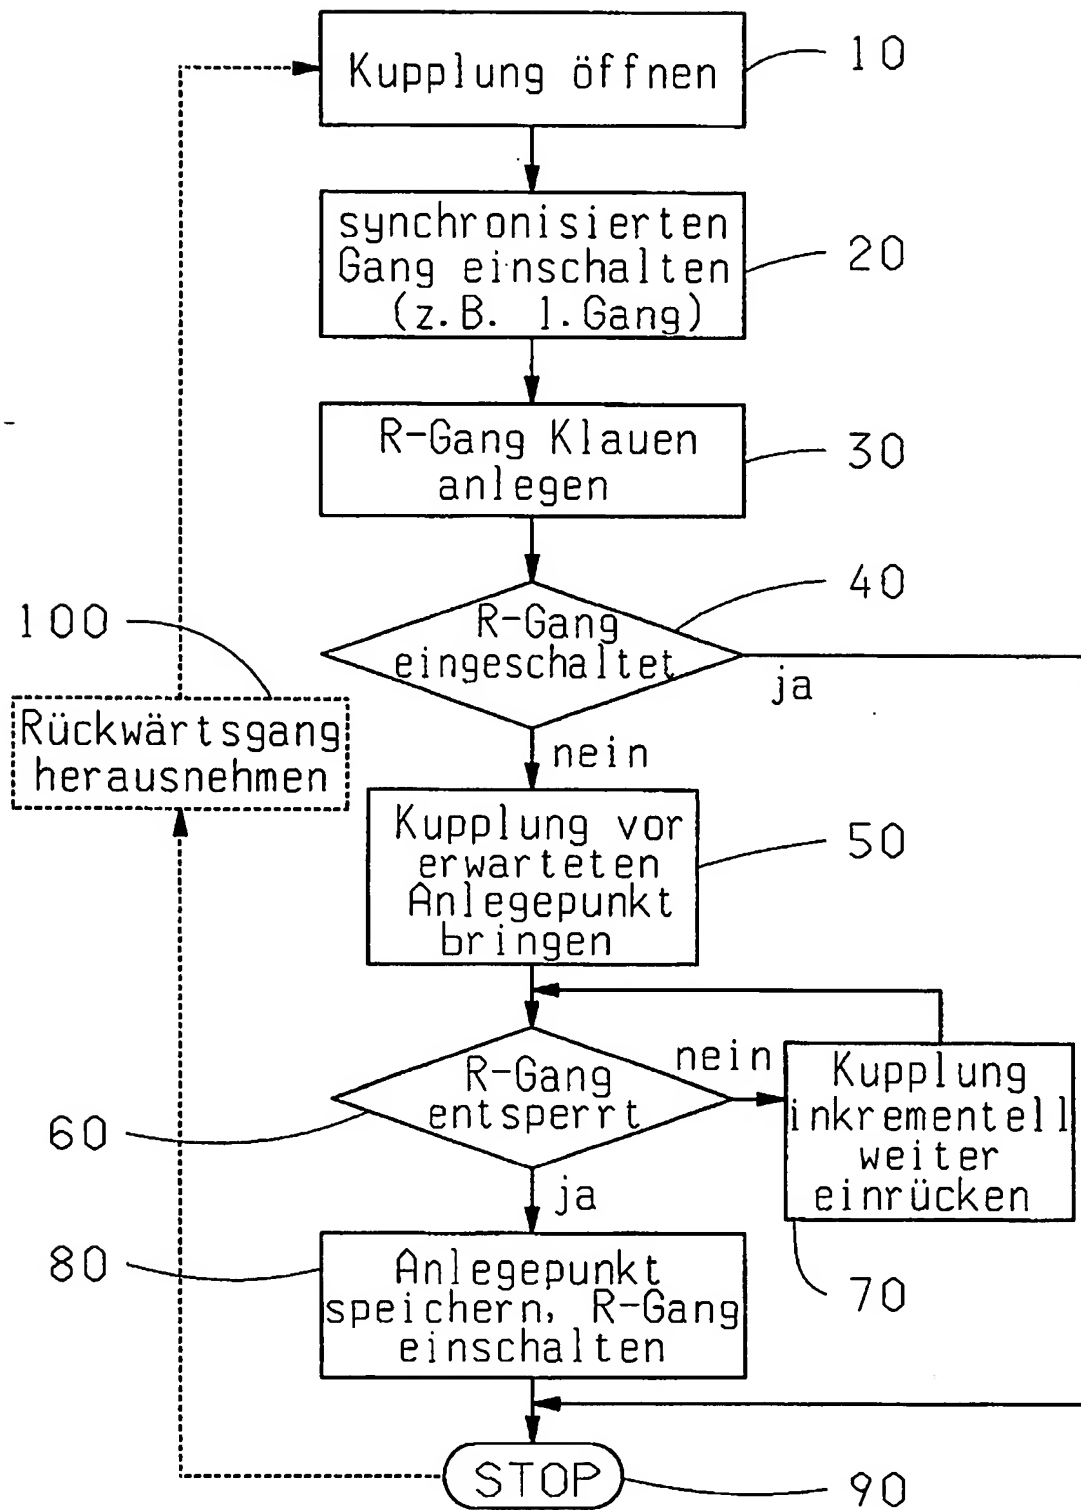 Kupplung öffnen
10
synchronisierten
Gang einschalten
(z.B. 1.Gang)
20
R-Gang Klauen
anlegen
30
R-Gang
eingeschaltet
40
ja
nein
100
Rückwärtsgang
herausnehmen
Kupplung vor
erwarteten
Anlegepunkt
bringen
50
R-Gang
entsperrt
60
nein
Kupplung
inkrementell
weiter
einrücken
70
ja
Anlegepunkt
speichern, R-Gang
einschalten
80
STOP
90